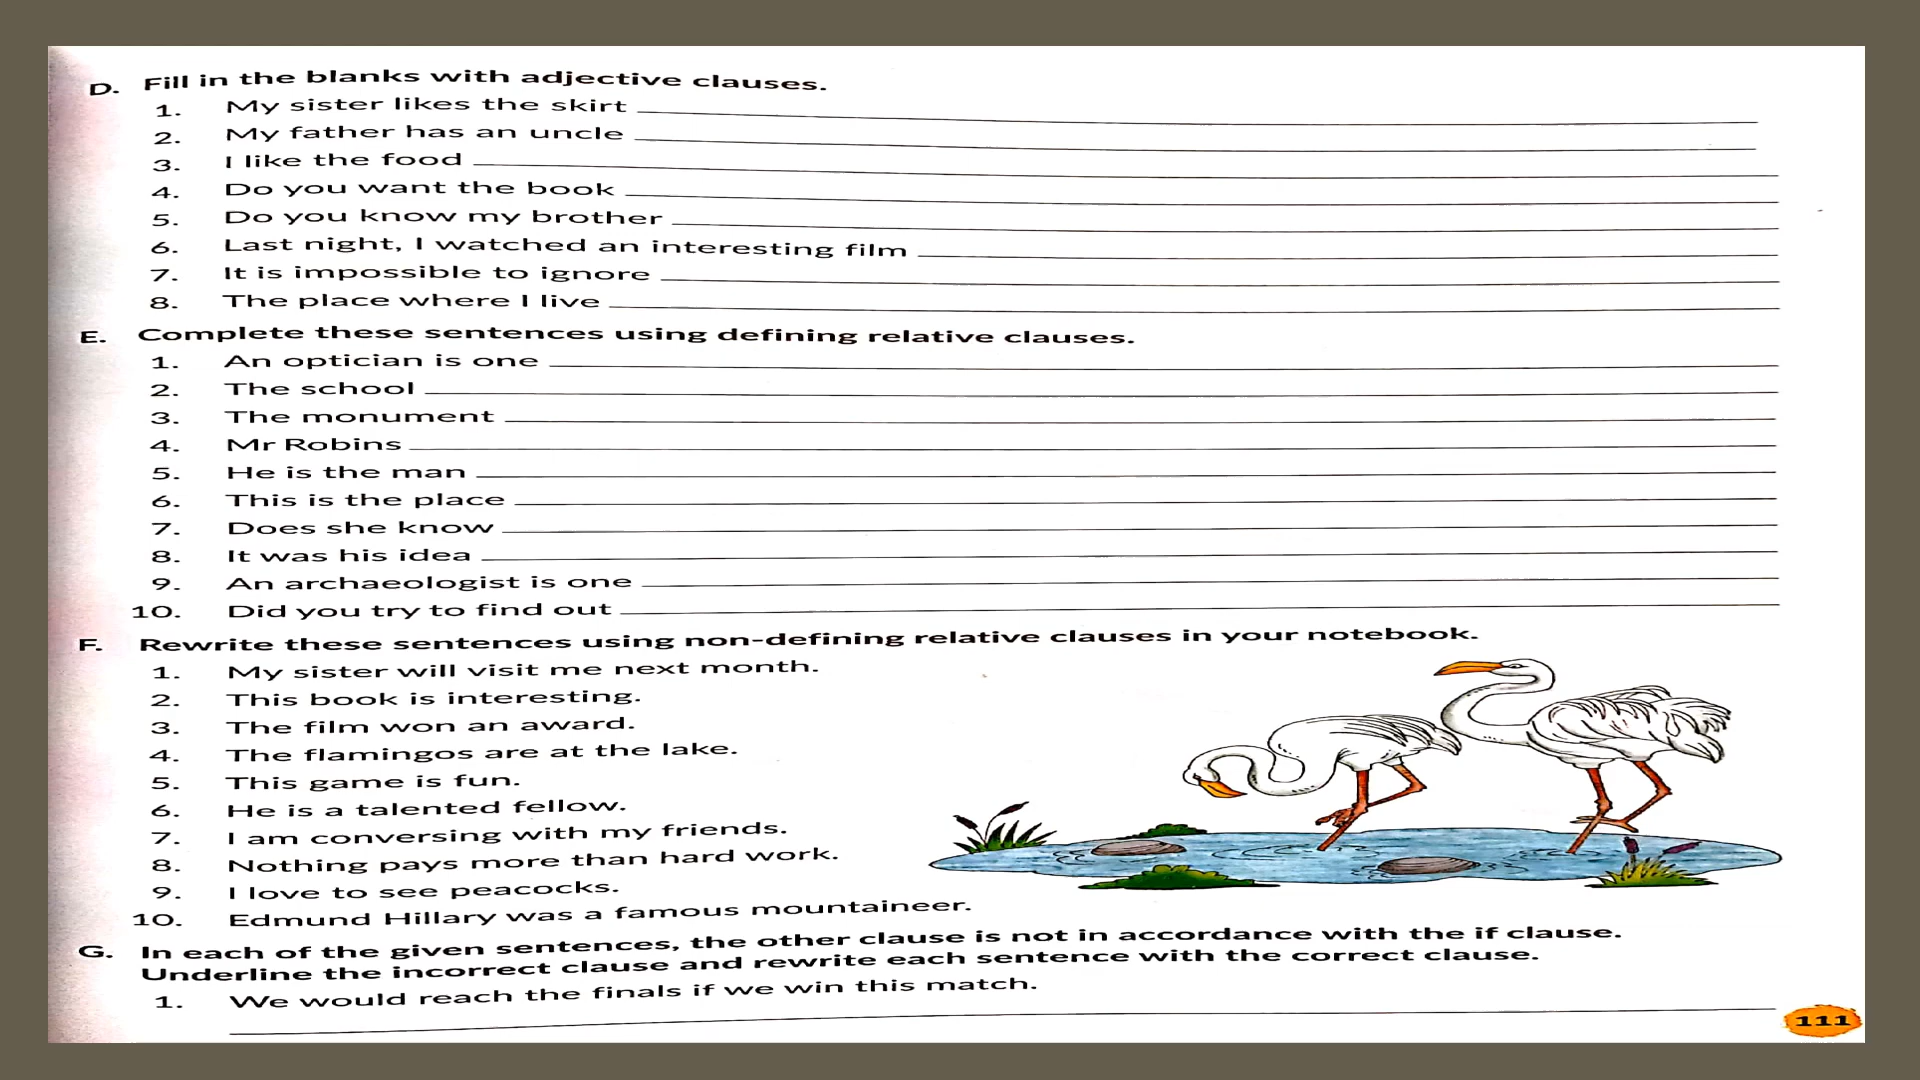 D. Fill in the blanks with adjective clauses.
1. My sister likes the skirt
2. My father has an uncle
3. I like the food
4. Do you want the book
5. Do you know my brother
6. Last night, I watched an interesting film
7. It is impossible to ignore
8. The place where I live
E. Complete these sentences using defining relative clauses.
1. An optician is one
2. The school
3. The monument
4. Mr Robins
5. He is the man
6. This is the place
7. Does she know
8. It was his idea
9. An archaeologist is one
10. Did you try to find out
F. Rewrite these sentences using non-defining relative clauses in your notebook.
1. My sister will visit me next month.
2. This book is interesting.
3. The film won an award.
4. The flamingos are at the lake.
5. This game is fun.
6. He is a talented fellow.
7. I am conversing with my friends.
8. Nothing pays more than hard work.
9. I love to see peacocks.
10. Edmund Hillary was a famous mountaineer.
G. In each of the given sentences, the other clause is not in accordance with the if clause.
Underline the incorrect clause and rewrite each sentence with the correct clause.
1. We would reach the finals if we win this match.
111